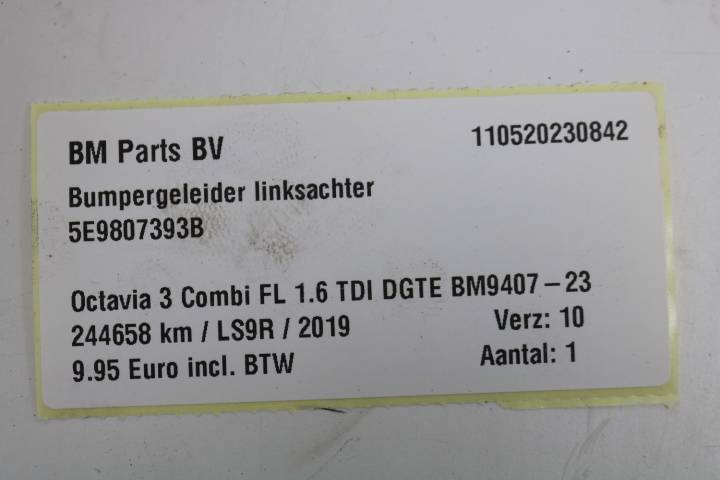 BM Parts BV 110520230842
Bumpergeleider linksachter
5E9807393B
Octavia 3 Combi FL 1.6 TDI DGTE BM9407-23
244658 km / LS9R / 2019 Verz: 10
9.95 Euro incl. BTW Aantal: 1